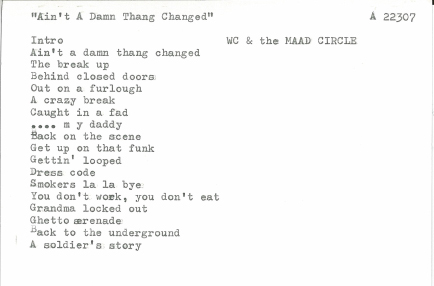 "Ain't A Damn Thang Changed" A 22307
Intro WC & the MAAD CIRCLE
Ain't a damn thang changed
The break up
Behind closed doors
Out on a furlough
A crazy break
Caught in a fad
.... m y daddy
Back on the scene
Get up on that funk
Gettin' looped
Dress code
Smokers la la bye
You don't work, you don't eat
Grandma locked out
Ghetto serenade
Back to the underground
A soldier's story